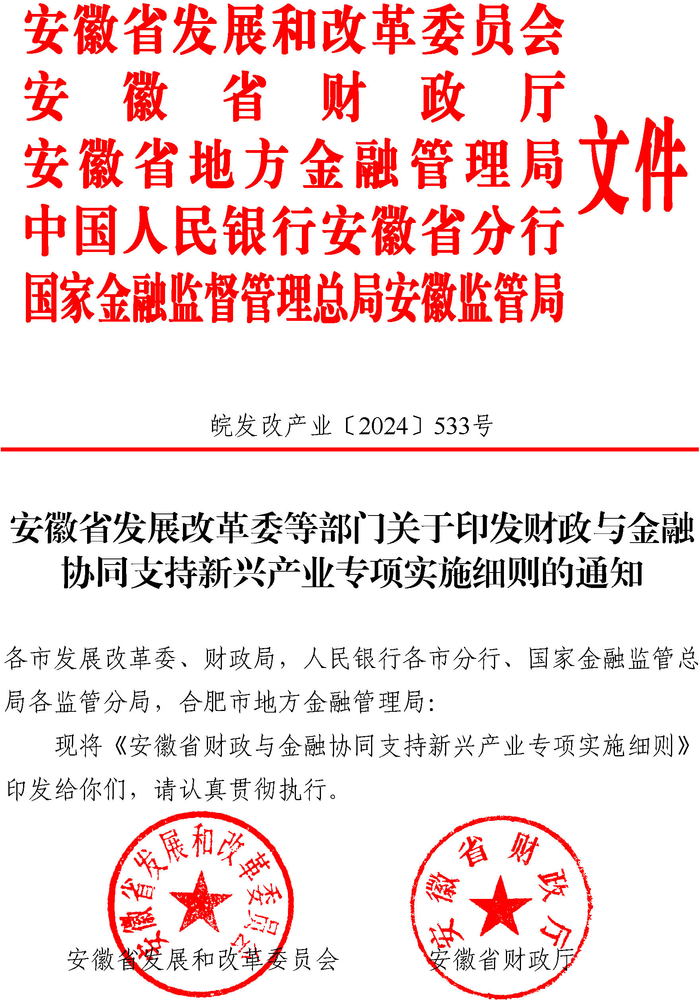 安徽省发展和改革委员会
安徽省财政厅
安徽省地方金融管理局
中国人民银行安徽省分行
国家金融监督管理总局安徽监管局
文件
皖发改产业〔2024〕533号
安徽省发展改革委等部门关于印发财政与金融
协同支持新兴产业专项实施细则的通知
各市发展改革委、财政局，人民银行各市分行、国家金融监管总
局各监管分局，合肥市地方金融管理局：
现将《安徽省财政与金融协同支持新兴产业专项实施细则》
印发给你们，请认真贯彻执行。
安徽省发展和改革委员会
安徽省财政厅
安徽省发展和改革委员会
安徽省财政厅